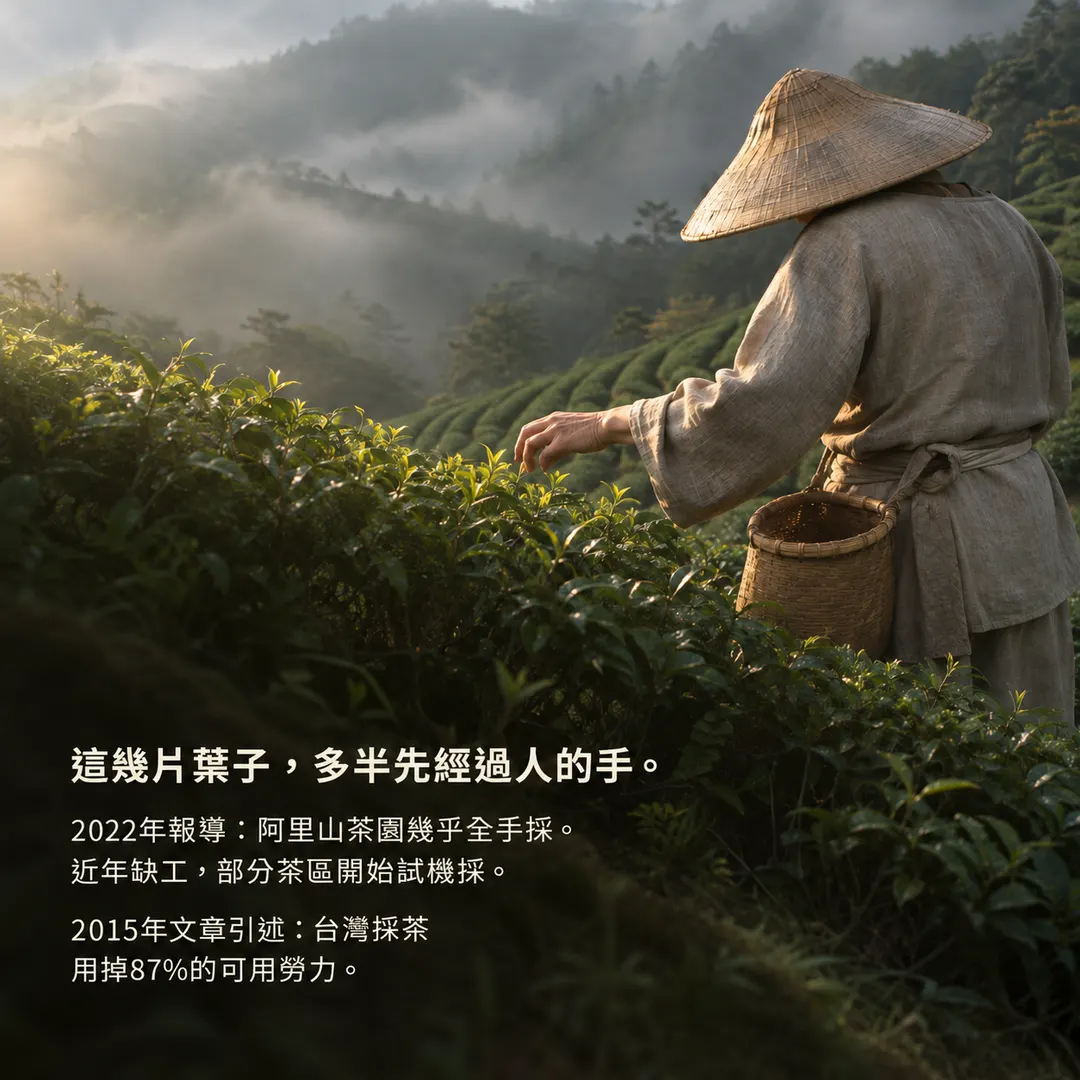 這幾片葉子，多半先經過人的手。
2022年報導：阿里山茶園幾乎全手採。
近年缺工，部分茶區開始試機採。
2015年文章引述：台灣採茶
用掉87%的可用勞力。